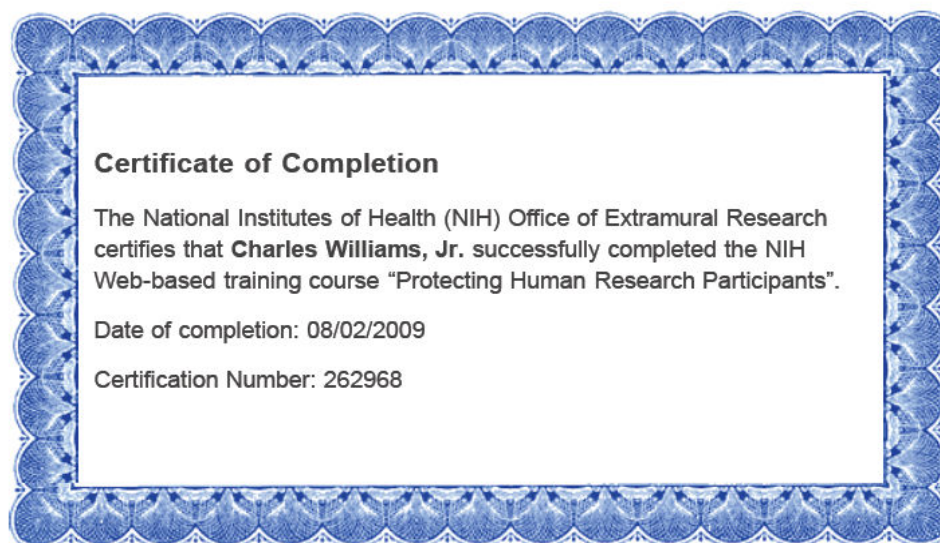 Certificate of Completion
The National Institutes of Health (NIH) Office of Extramural Research
certifies that Charles Williams, Jr. successfully completed the NIH
Web-based training course “Protecting Human Research Participants”.
Date of completion: 08/02/2009
Certification Number: 262968